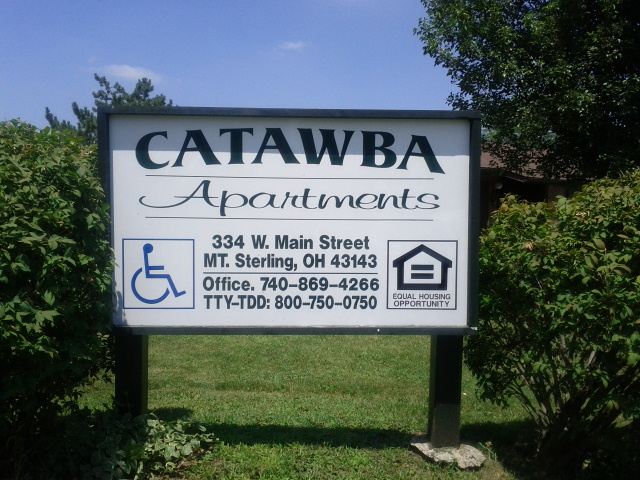 CATAWBA
Apartments
334 W. Main Street
MT. Sterling, OH 43143
Office. 740-869-4266
TTY-TDD: 800-750-0750
EQUAL HOUSING
OPPORTUNITY